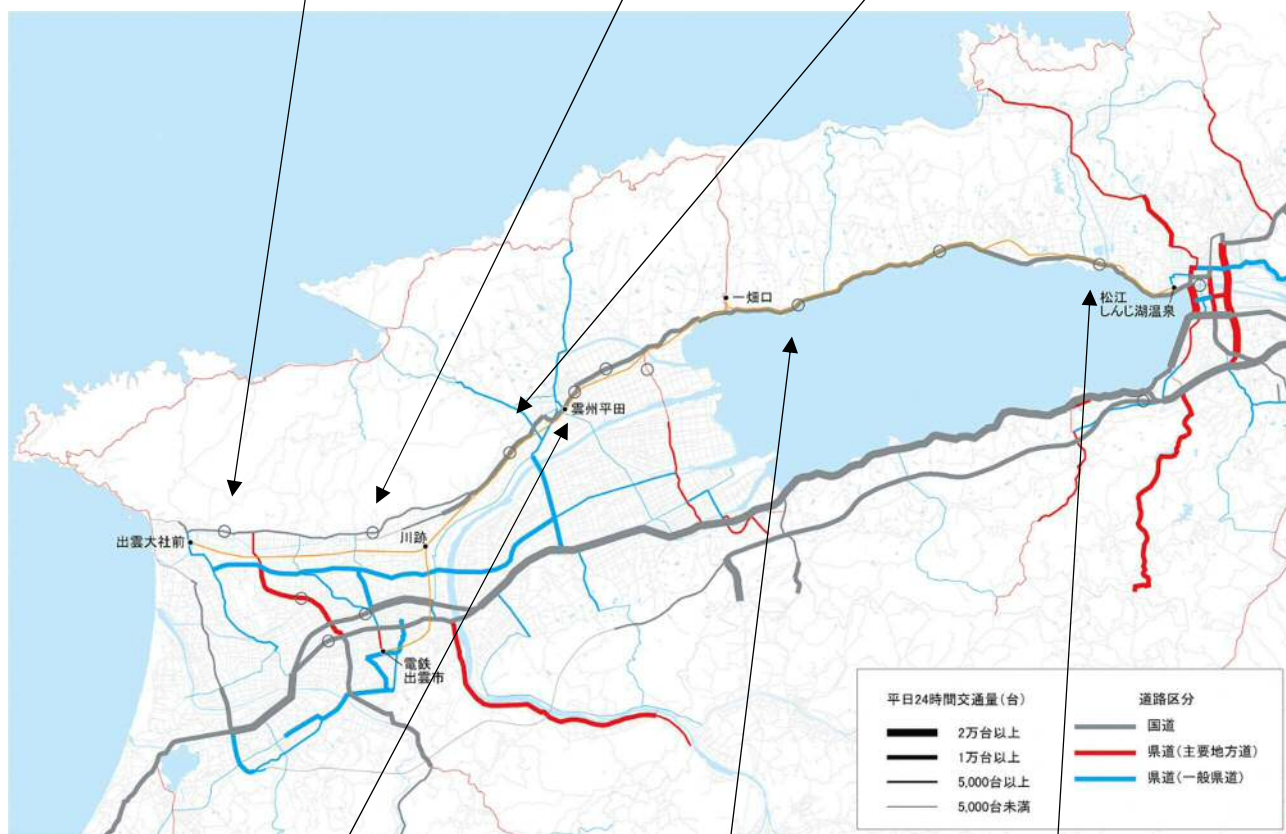 一畑口
松江
しんじ湖温泉
雲州平田
出雲大社前
川跡
電鉄
出雲市
平日24時間交通量(台)
道路区分
2万台以上
1万台以上
5,000台以上
5,000台未満
国道
県道(主要地方道)
県道(一般県道)